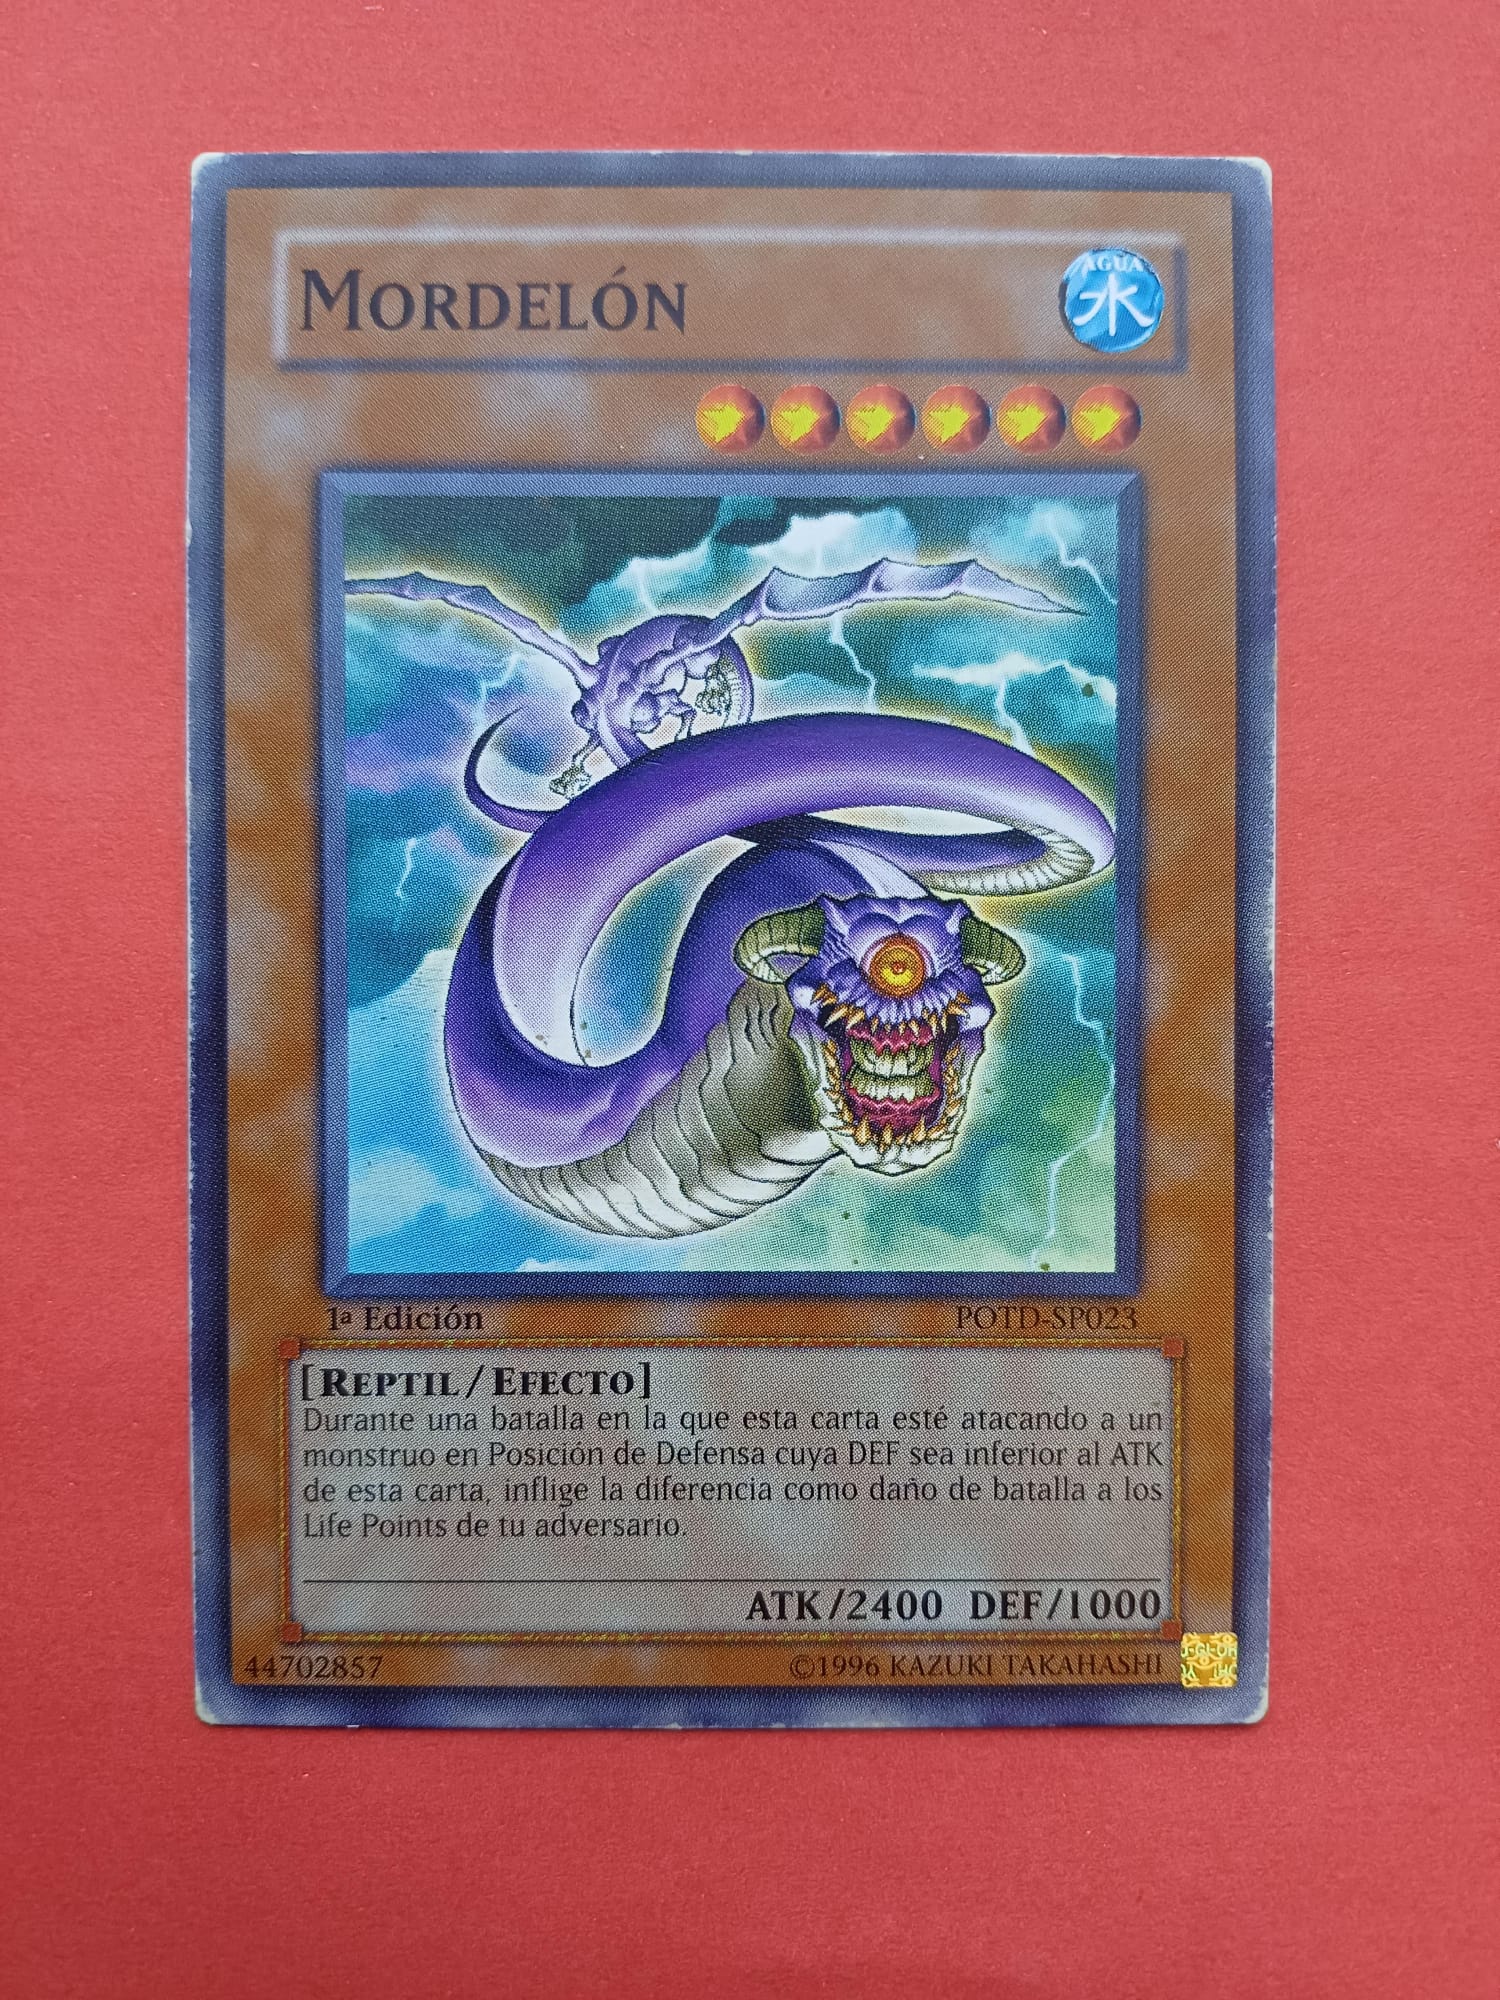 MORDELÓN
AGUA
水
1ª Edición
POTD-SP023
[REPTIL/EFECTO]
Durante una batalla en la que esta carta esté atacando a un
monstruo en Posición de Defensa cuya DEF sea inferior al ATK
de esta carta, inflige la diferencia como daño de batalla a los
Life Points de tu adversario.
ATK/2400 DEF/1000
44702857
©1996 KAZUKI TAKAHASHI